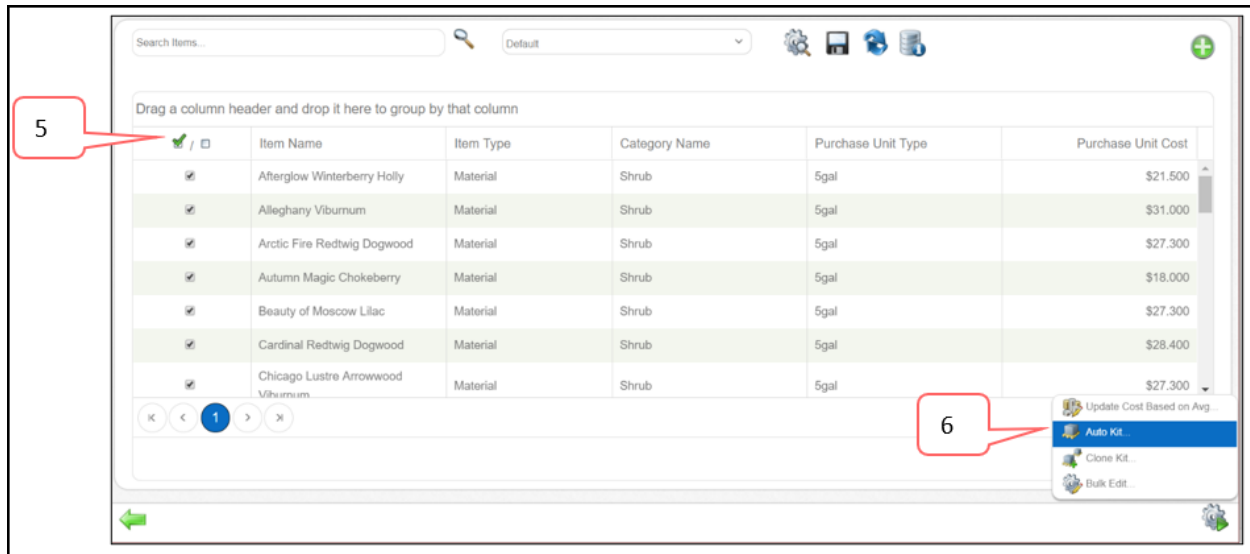 Search Items...
Default
Drag a column header and drop it here to group by that column
5
/
Item Name
Item Type
Category Name
Purchase Unit Type
Purchase Unit Cost
Afterglow Winterberry Holly
Material
Shrub
5gal
$21.500
Alleghany Viburnum
Material
Shrub
5gal
$31.000
Arctic Fire Redtwig Dogwood
Material
Shrub
5gal
$27.300
Autumn Magic Chokeberry
Material
Shrub
5gal
$18.000
Beauty of Moscow Lilac
Material
Shrub
5gal
$27.300
Cardinal Redtwig Dogwood
Material
Shrub
5gal
$28.400
Chicago Lustre Arrowwood
Viburnum
Material
Shrub
5gal
$27.300
1
6
Update Cost Based on Avg...
Auto Kit...
Clone Kit...
Bulk Edit...